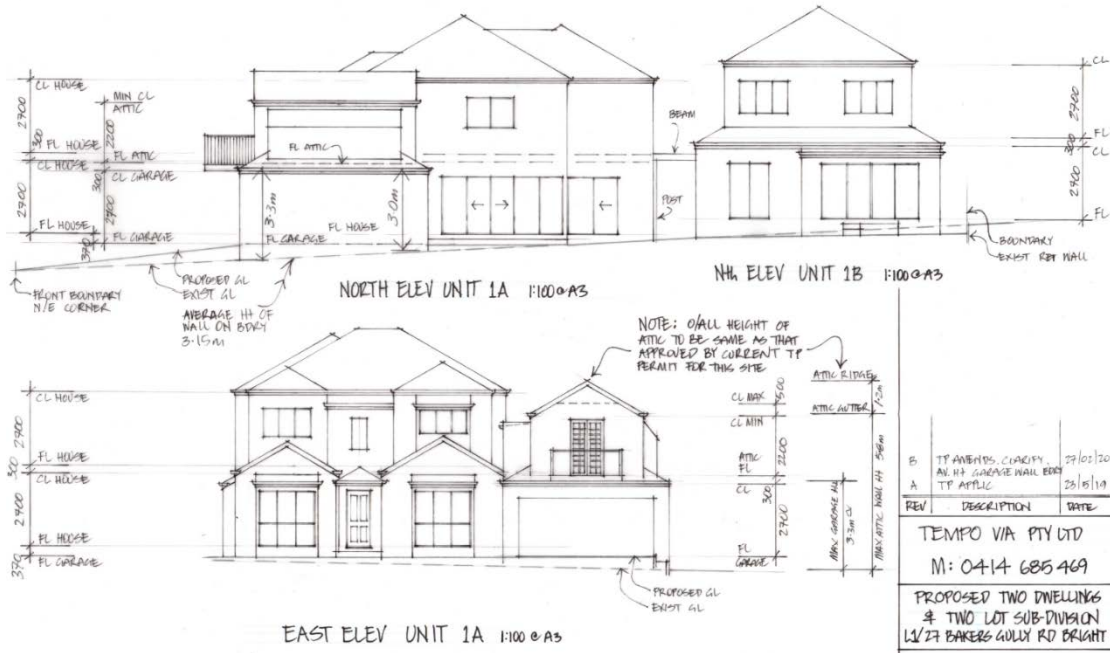 CL HOUSE
MIN CL
ATTIC
2700
2200
300
FL HOUSE
FL ATTIC
CL HOUSE
CL GARAGE
300
2700
2700
FL HOUSE
FL GARAGE
370
FL ATTIC
3.3m
3.0m
FL HOUSE
FL GARAGE
BEAM
POST
CL
2700
FL
300
CL
2700
FL
BOUNDARY
EXIST RET WALL
FRONT BOUNDARY
N/E CORNER
PROPOSED GL
EXIST GL
AVERAGE HT OF
WALL ON BDRY
3.15m
NORTH ELEV UNIT 1A 1:100@A3
Nth ELEV UNIT 1B 1:100@A3
NOTE: O/ALL HEIGHT OF
ATTIC TO BE SAME AS THAT
APPROVED BY CURRENT TP
PERMIT FOR THIS SITE
CL HOUSE
2700
FL HOUSE
300
CL HOUSE
2700
FL HOUSE
370
FL GARAGE
ATTIC RIDGE
CL MAX
500
1.2m
ATTIC GUTTER
CL MIN
2200
ATTIC
FL
CL
300
2700
FL
GARAGE
MAX GARAGE
MAX ATTIC WALL HT
PROPOSED GL
EXIST GL
EAST ELEV UNIT 1A 1:100@A3
B TP AMENDS. CLARIFY. 27/02/20
AV. HT GARAGE WALL BDRY
A TP APPLIC 23/5/19
REV DESCRIPTION DATE
TEMPO VIA PTY LTD
M: 0414 685 469
PROPOSED TWO DWELLINGS
& TWO LOT SUB-DIVISION
L1/27 BAKERS GULLY RD BRIGHT